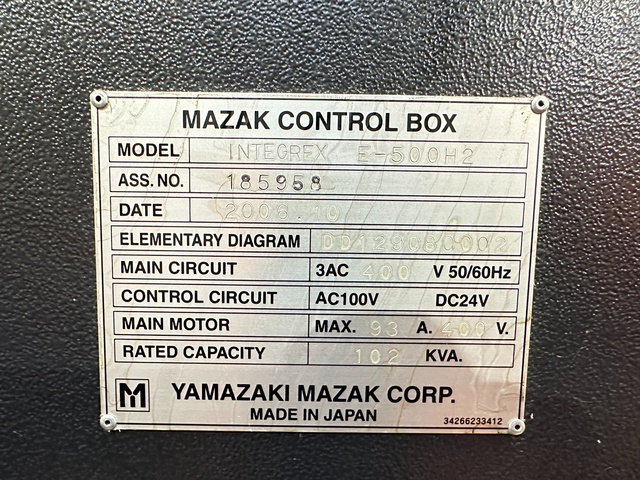 MAZAK CONTROL BOX
MODEL INTEGREX E-500H2
ASS. NO. 185958
DATE 2006.10
ELEMENTARY DIAGRAM
MAIN CIRCUIT 3AC 400 V 50/60Hz
CONTROL CIRCUIT AC100V DC24V
MAIN MOTOR MAX. 93 A. 400 V.
RATED CAPACITY 102 KVA.
M YAMAZAKI MAZAK CORP.
MADE IN JAPAN
34266233412